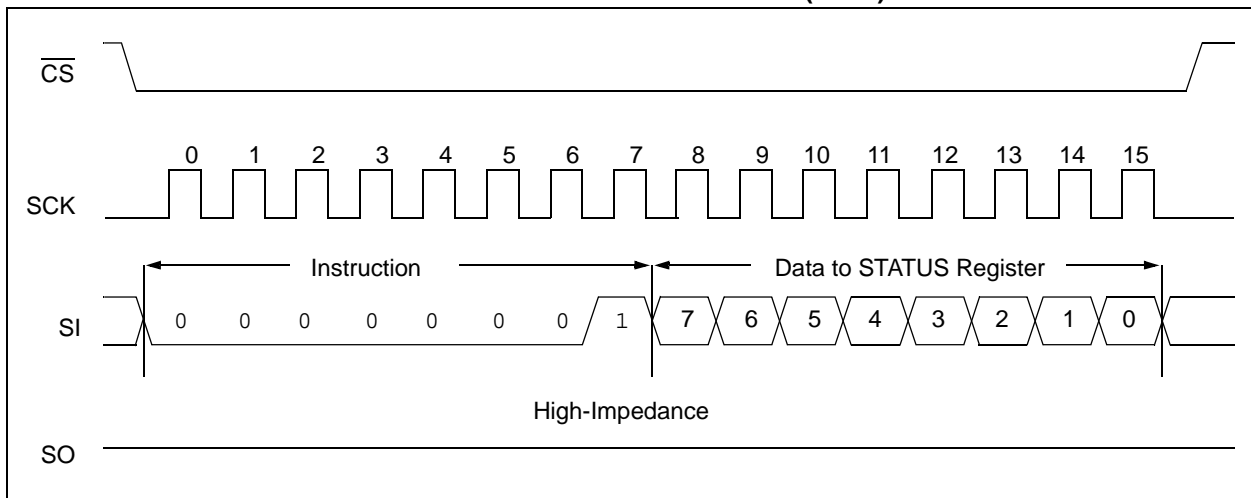 CS
0 1 2 3 4 5 6 7 8 9 10 11 12 13 14 15
SCK
Instruction Data to STATUS Register
SI 0 0 0 0 0 0 0 1 7 6 5 4 3 2 1 0
High-Impedance
SO